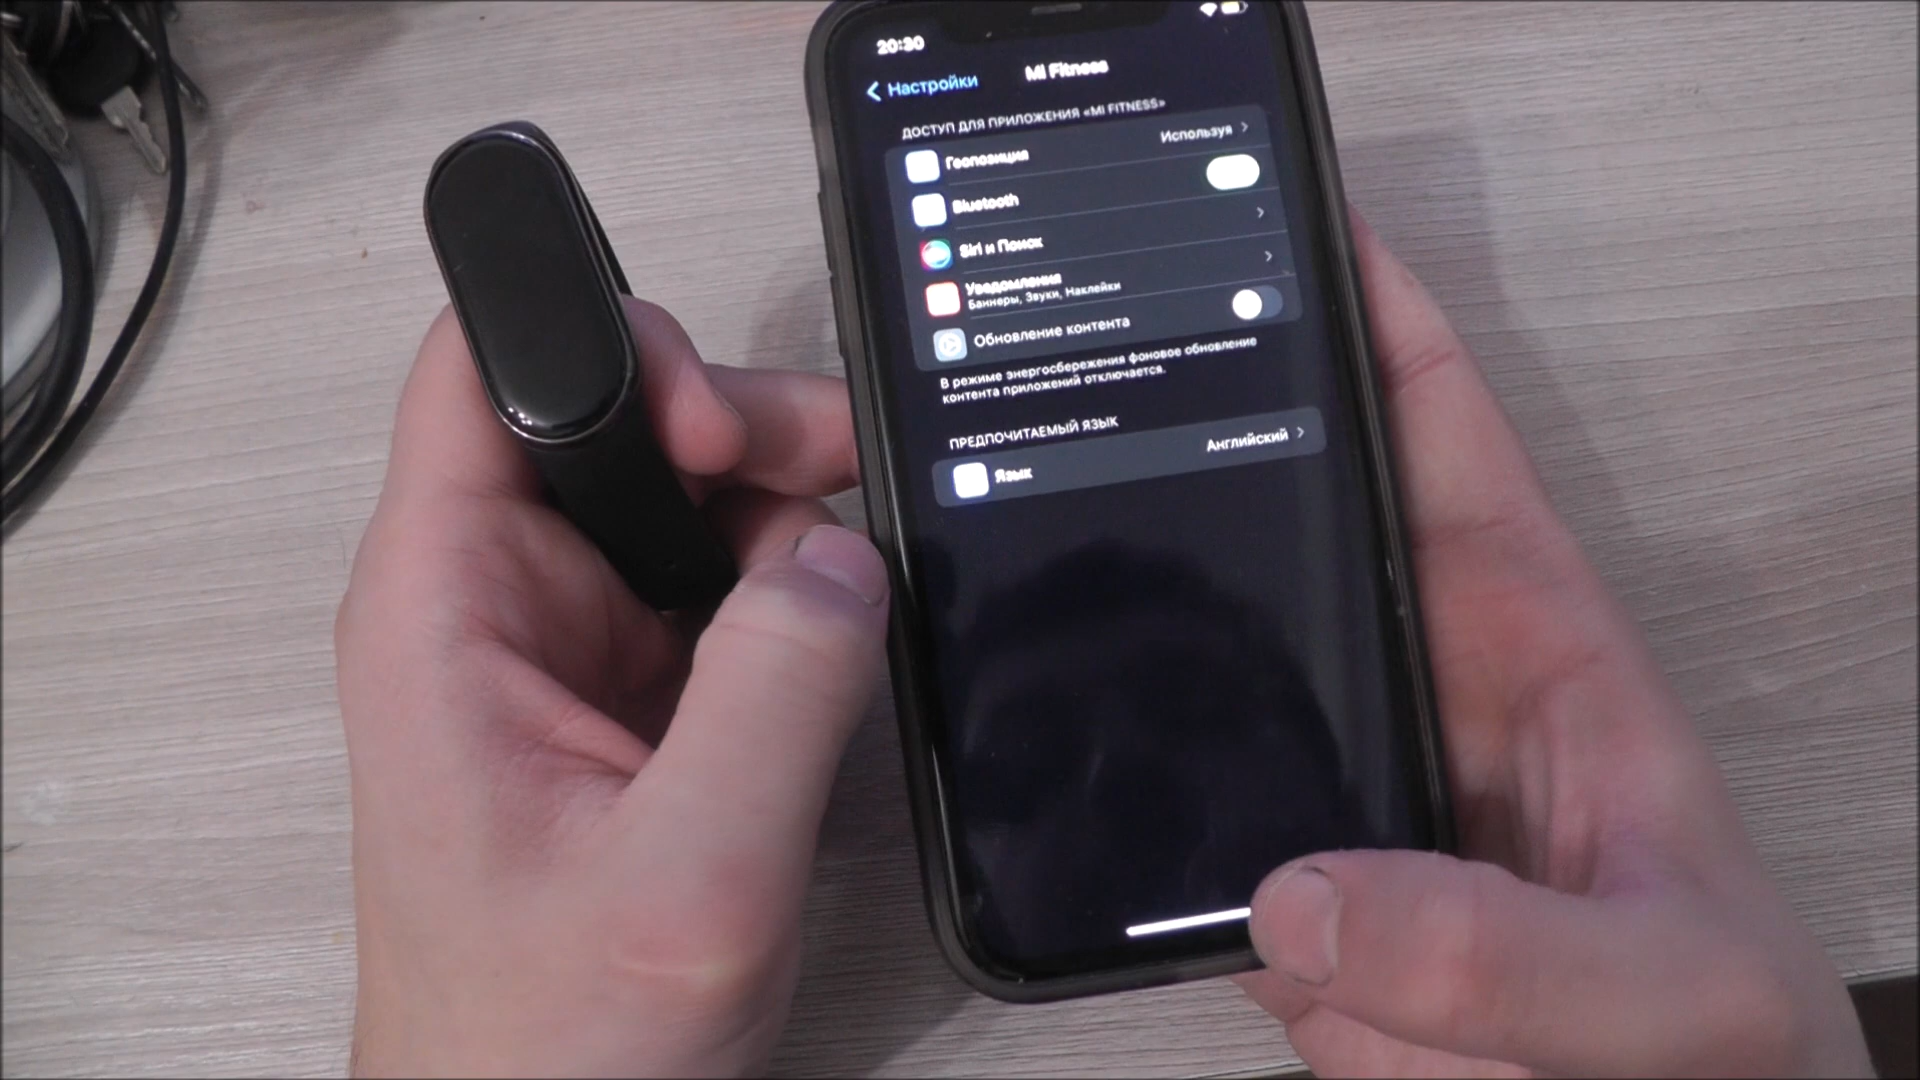 20:30
Настройки
Mi Fitness
ДОСТУП ДЛЯ ПРИЛОЖЕНИЯ «MI FITNESS»
Геопозиция
Используя
Bluetooth
Siri и Поиск
Уведомления
Баннеры, Звуки, Наклейки
Обновление контента
В режиме энергосбережения фоновое обновление
контента приложений отключается.
ПРЕДПОЧИТАЕМЫЙ ЯЗЫК
Язык
Английский